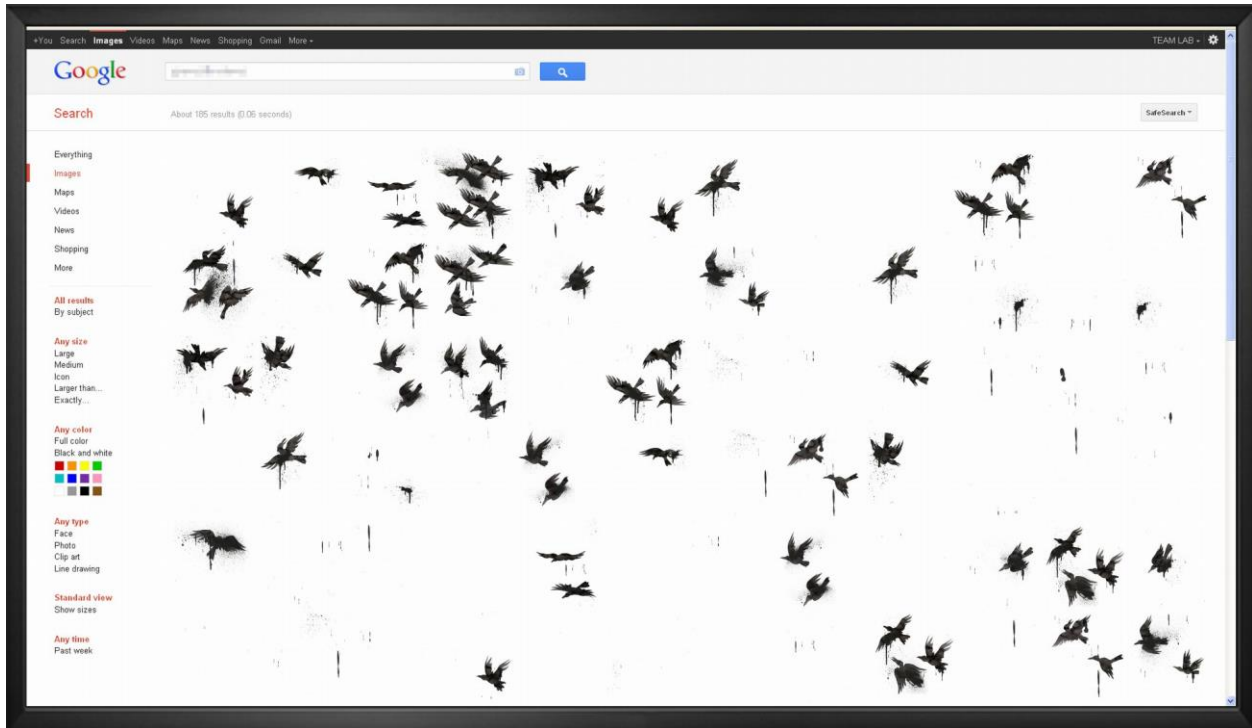 +You Search Images Videos Maps News Shopping Gmail More
TEAM LAB
Google
Search
About 185 results (0.06 seconds)
SafeSearch
Everything
Images
Maps
Videos
News
Shopping
More
All results
By subject
Any size
Large
Medium
Icon
Larger than...
Exactly...
Any color
Full color
Black and white
Any type
Face
Photo
Clip art
Line drawing
Standard view
Show sizes
Any time
Past week